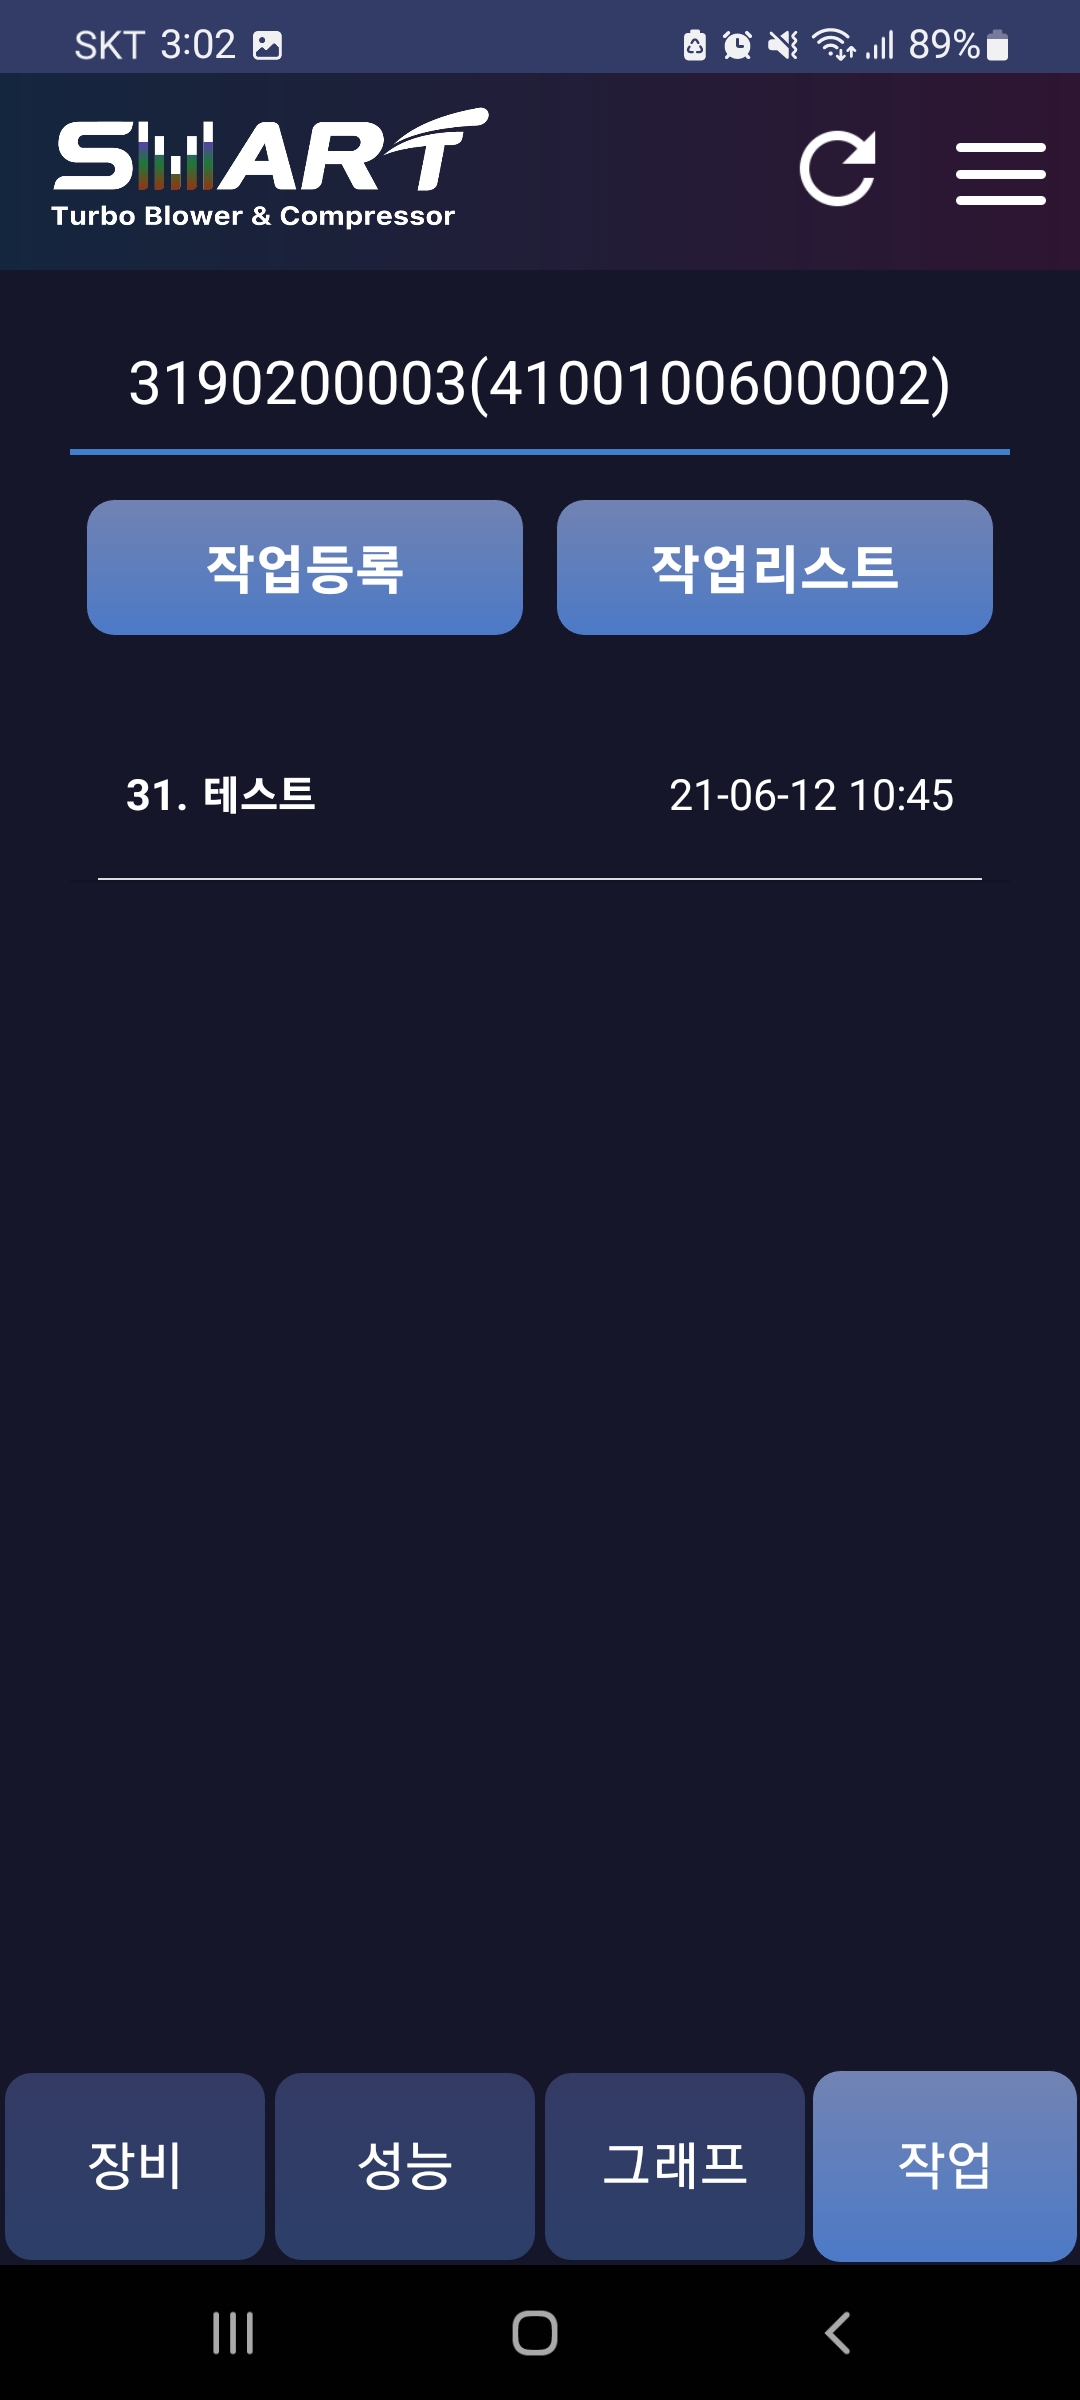 SKT 3:02 89%
SMART
Turbo Blower & Compressor
3190200003(4100100600002)
작업등록 작업리스트
31. 테스트 21-06-12 10:45
장비 성능 그래프 작업